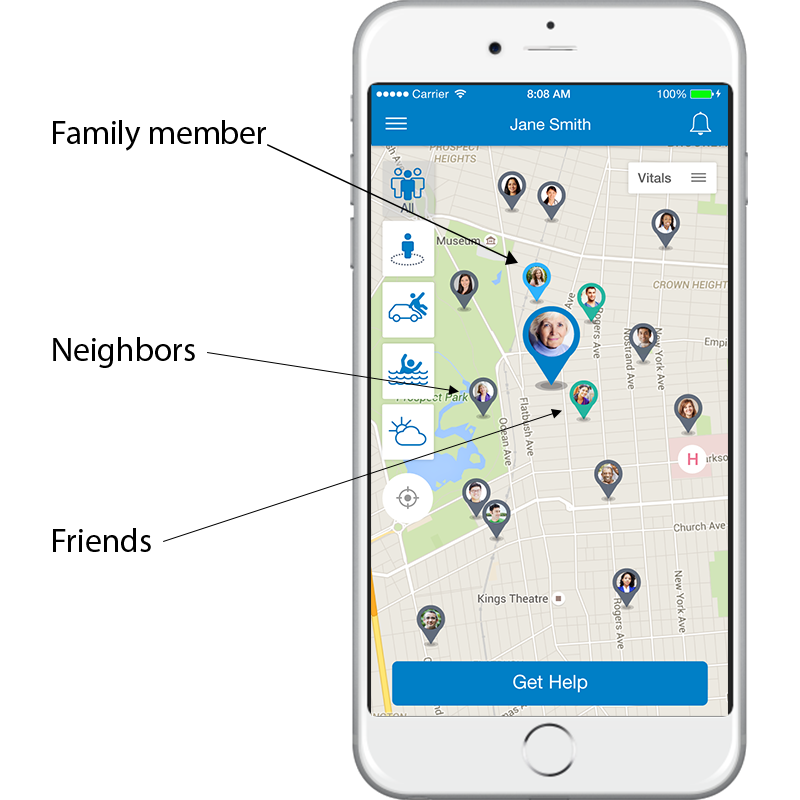 Carrier 8:08 AM 100%
Jane Smith
Family member
PROSPECT
HEIGHTS
Vitals
All
Museum
CROWN HEIGHT
Ave
Rogers Ave
Nostrand Ave
New York Ave
Empi
Neighbors
Prospect Park
Flatbush Ave
Ocean Ave
H
arkso
Friends
Church Ave
Kings Theatre
Rogers Ave
New York Ave
Get Help